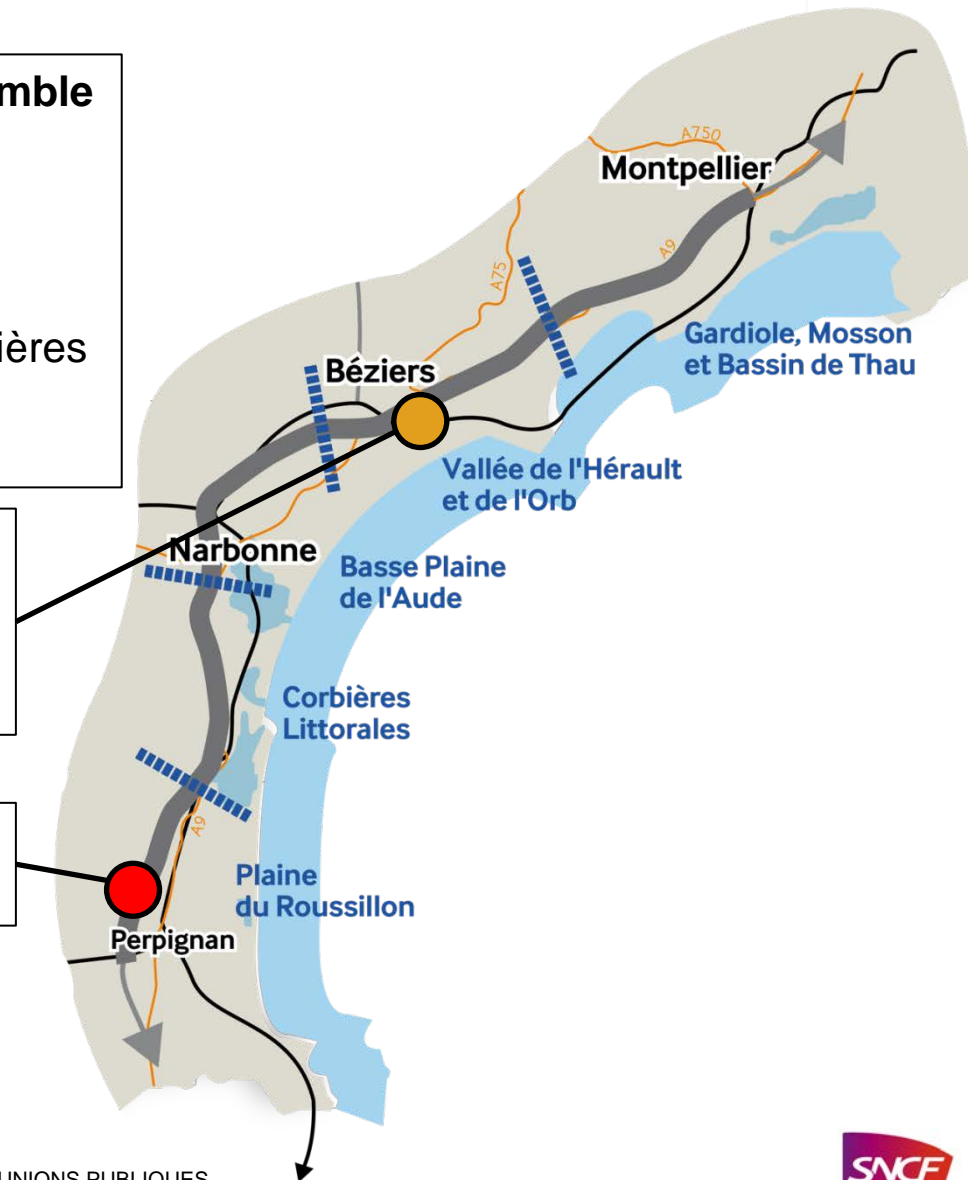 mble
ières
A750
Montpellier
A9
A75
Gardiole, Mosson
et Bassin de Thau
Béziers
Vallée de l'Hérault
et de l'Orb
Narbonne
Basse Plaine
de l'Aude
Corbières
Littorales
A9
Plaine
du Roussillon
Perpignan
UNIONS PUBLIQUES
SNCF